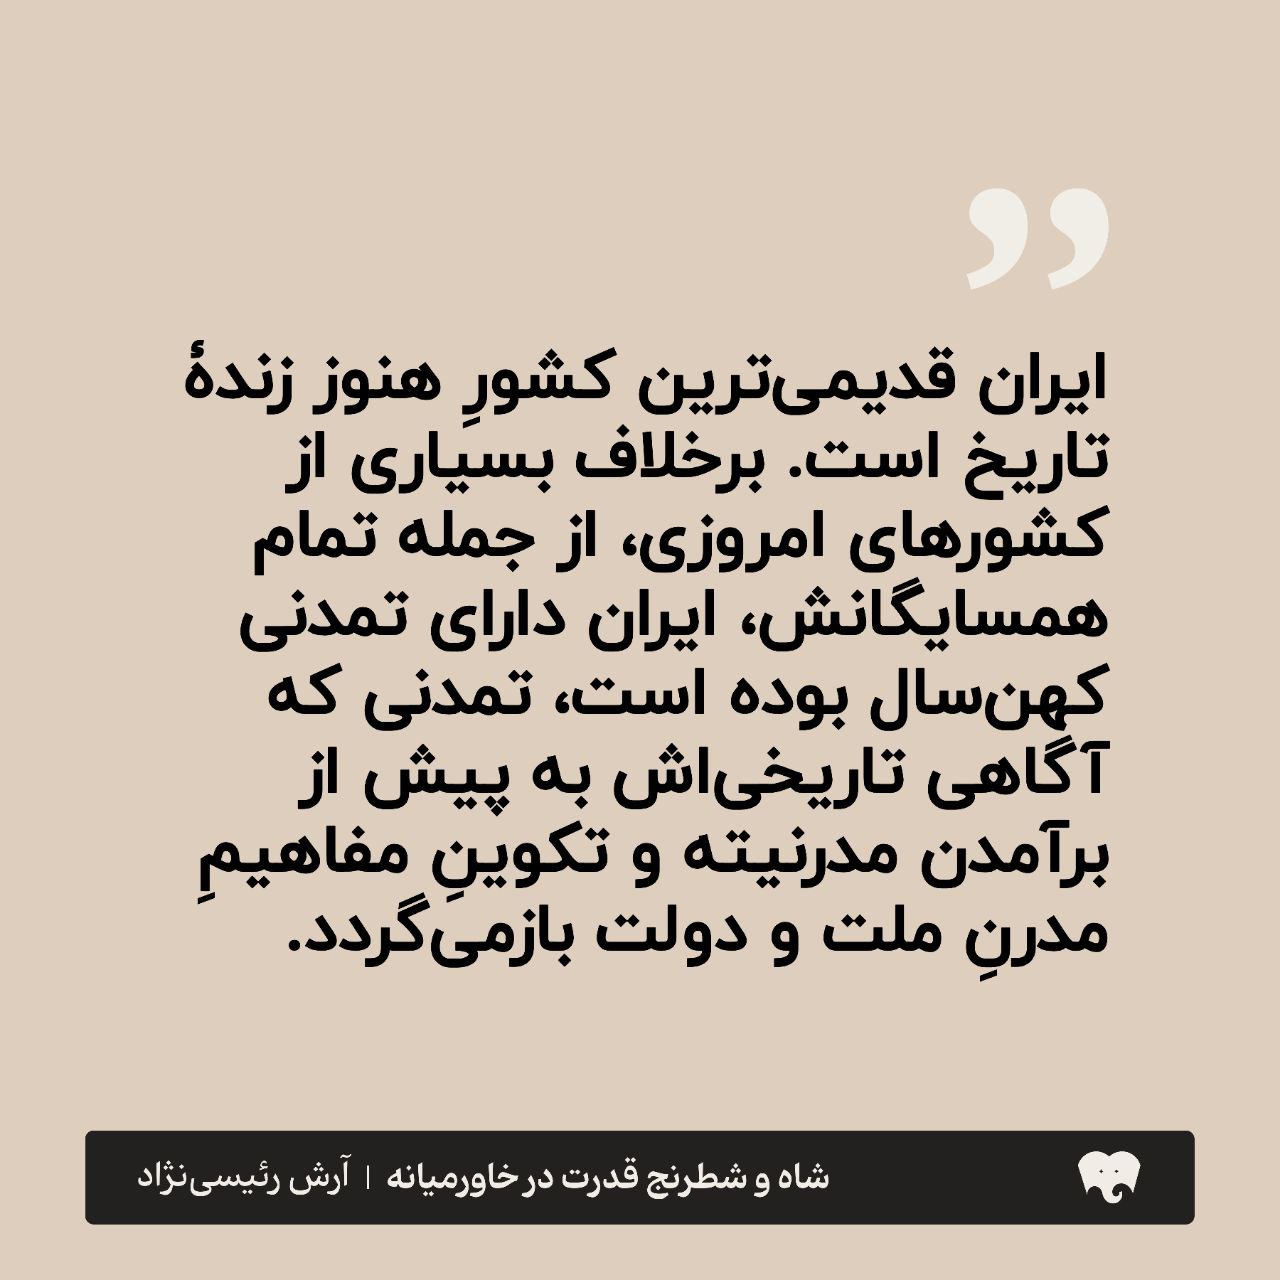 ایران قدیمی‌ترین کشورِ هنوز زندهٔ
تاریخ است. برخلاف بسیاری از
کشورهای امروزی، از جمله تمام
همسایگانش، ایران دارای تمدنی
کهن‌سال بوده است، تمدنی که
آگاهی تاریخی‌اش به پیش از
برآمدن مدرنیته و تکوینِ مفاهیمِ
مدرنِ ملت و دولت بازمی‌گردد.
شاه و شطرنج قدرت در خاورمیانه | آرش رئیسی‌نژاد